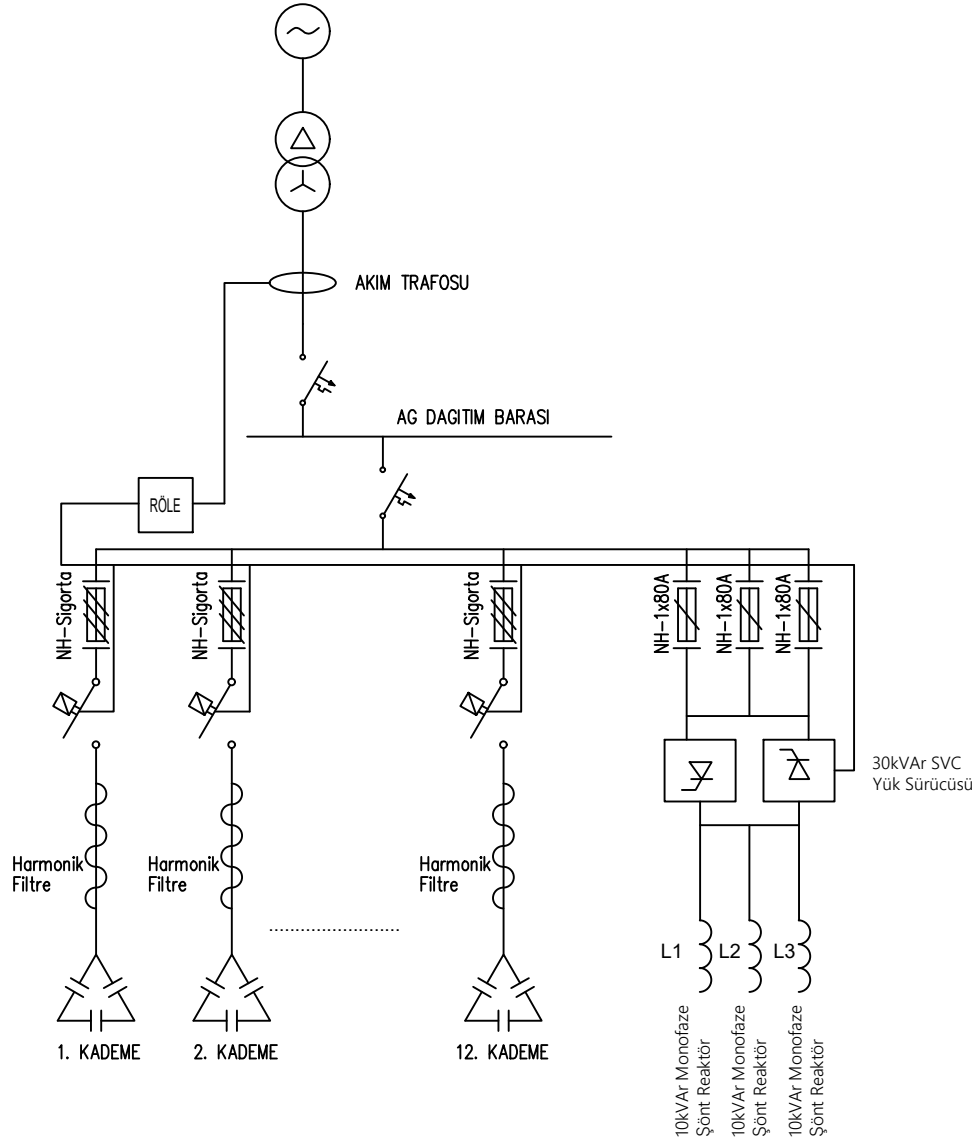 AKIM TRAFOSU
AG DAGITIM BARASI
RÖLE
NH-Sigorta
NH-Sigorta
NH-Sigorta
NH-1x80A
NH-1x80A
NH-1x80A
30kVAr SVC
Yük Sürücüsü
Harmonik
Filtre
Harmonik
Filtre
Harmonik
Filtre
L1
L2
L3
1. KADEME
2. KADEME
12. KADEME
10kVAr Monofaze
Şönt Reaktör
10kVAr Monofaze
Şönt Reaktör
10kVAr Monofaze
Şönt Reaktör